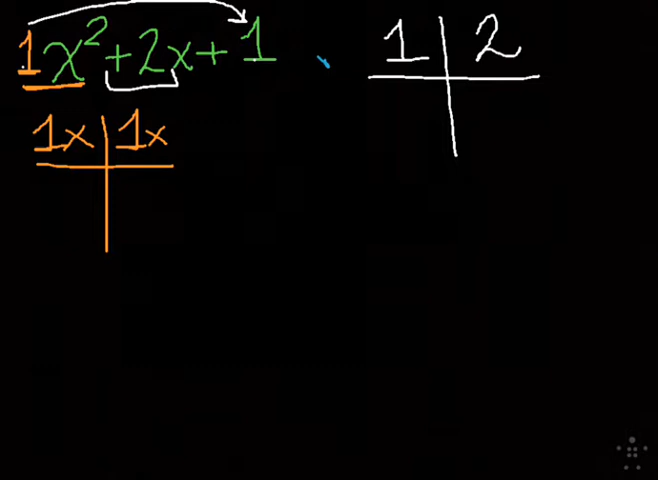 1x² + 2x + 1
1 | 2
1x | 1x